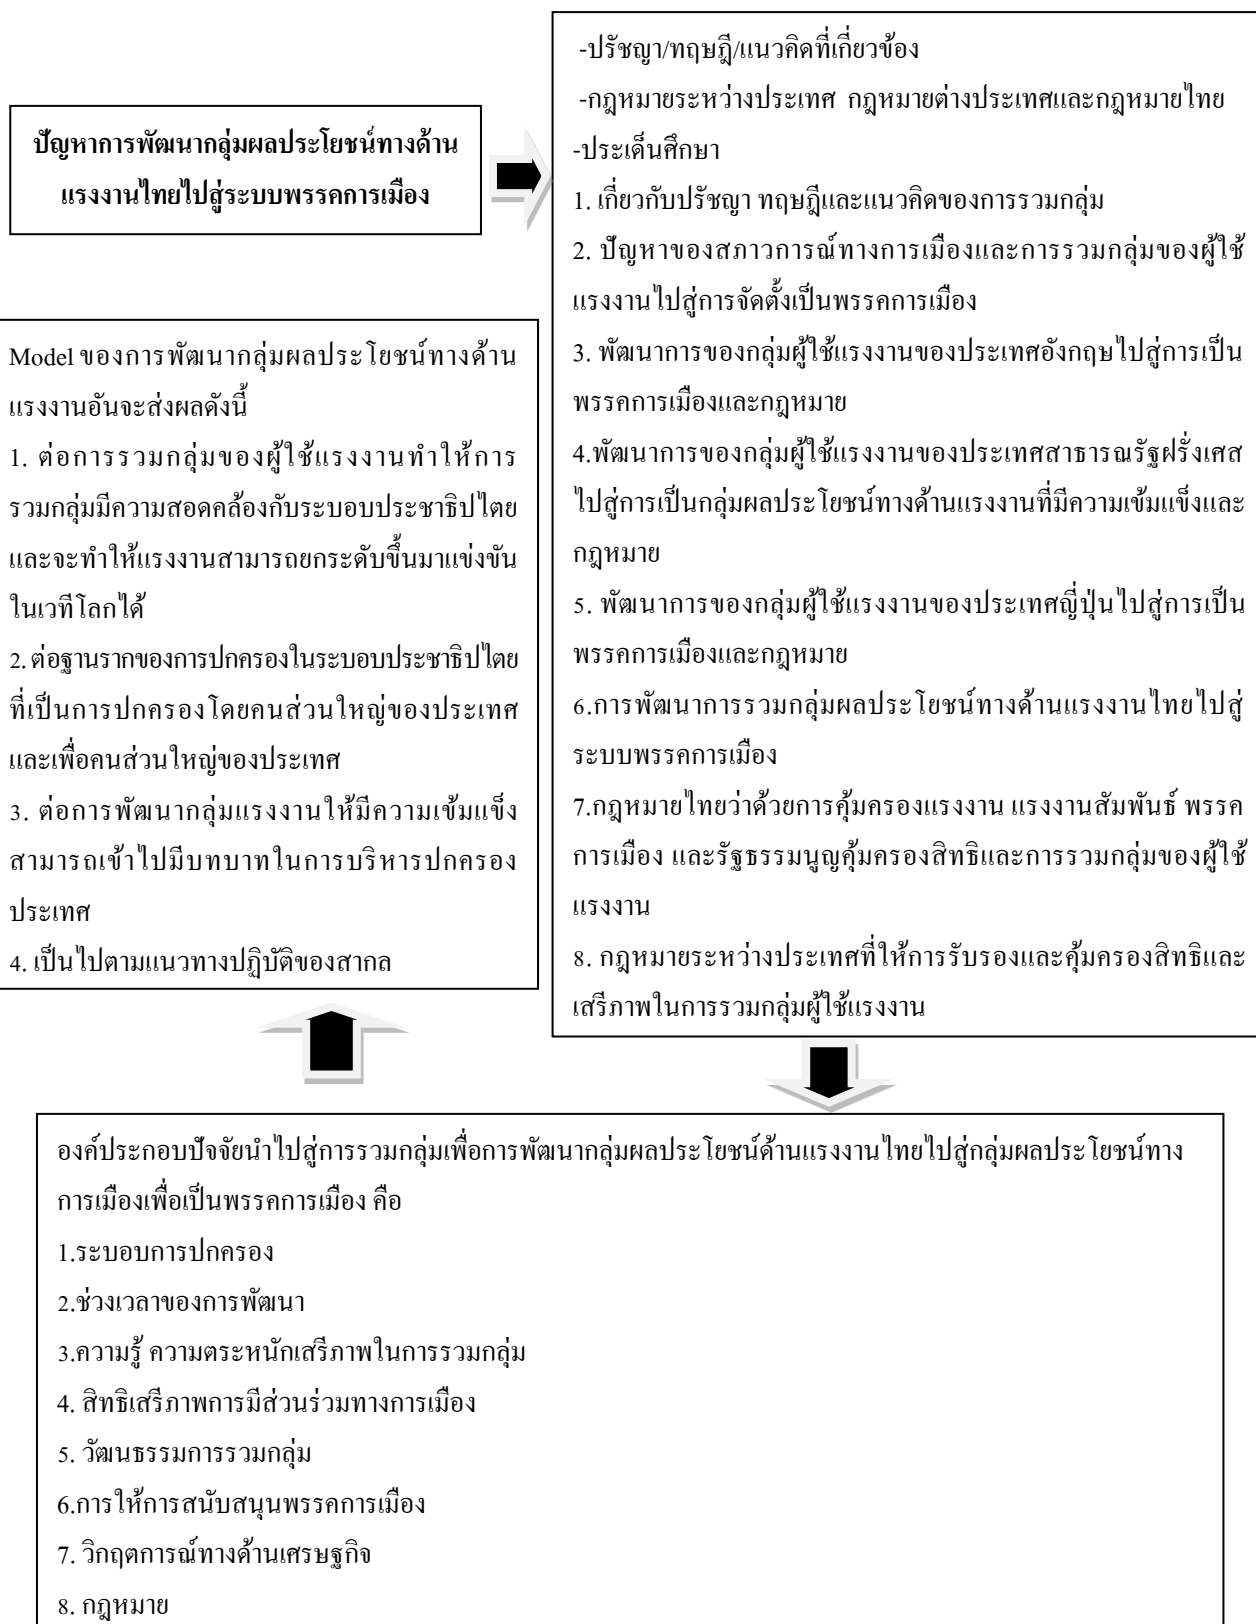 ปัญหาการพัฒนากลุ่มผลประโยชน์ทางด้าน
แรงงานไทยไปสู่ระบบพรรคการเมือง
-ปรัชญา/ทฤษฎี/แนวคิดที่เกี่ยวข้อง
-กฎหมายระหว่างประเทศ กฎหมายต่างประเทศและกฎหมายไทย
-ประเด็นศึกษา
1. เกี่ยวกับปรัชญา ทฤษฎีและแนวคิดของการรวมกลุ่ม
2. ปัญหาของสภาวการณ์ทางการเมืองและการรวมกลุ่มของผู้ใช้
แรงงานไปสู่การจัดตั้งเป็นพรรคการเมือง
3. พัฒนาการของกลุ่มผู้ใช้แรงงานของประเทศอังกฤษไปสู่การเป็น
พรรคการเมืองและกฎหมาย
4.พัฒนาการของกลุ่มผู้ใช้แรงงานของประเทศสาธารณรัฐฝรั่งเศส
ไปสู่การเป็นกลุ่มผลประโยชน์ทางด้านแรงงานที่มีความเข้มแข็งและ
กฎหมาย
5. พัฒนาการของกลุ่มผู้ใช้แรงงานของประเทศญี่ปุ่นไปสู่การเป็น
พรรคการเมืองและกฎหมาย
6.การพัฒนาการรวมกลุ่มผลประโยชน์ทางด้านแรงงานไทยไปสู่
ระบบพรรคการเมือง
7.กฎหมายไทยว่าด้วยการคุ้มครองแรงงาน แรงงานสัมพันธ์ พรรค
การเมือง และรัฐธรรมนูญคุ้มครองสิทธิและการรวมกลุ่มของผู้ใช้
แรงงาน
8. กฎหมายระหว่างประเทศที่ให้การรับรองและคุ้มครองสิทธิและ
เสรีภาพในการรวมกลุ่มผู้ใช้แรงงาน
Model ของการพัฒนากลุ่มผลประโยชน์ทางด้าน
แรงงานอันจะส่งผลดังนี้
1. ต่อการรวมกลุ่มของผู้ใช้แรงงานทำให้การ
รวมกลุ่มมีความสอดคล้องกับระบอบประชาธิปไตย
และจะทำให้แรงงานสามารถยกระดับขึ้นมาแข่งขัน
ในเวทีโลกได้
2. ต่อฐานรากของการปกครองในระบอบประชาธิปไตย
ที่เป็นการปกครองโดยคนส่วนใหญ่ของประเทศ
และเพื่อคนส่วนใหญ่ของประเทศ
3. ต่อการพัฒนากลุ่มแรงงานให้มีความเข้มแข็ง
สามารถเข้าไปมีบทบาทในการบริหารปกครอง
ประเทศ
4. เป็นไปตามแนวทางปฏิบัติของสากล
องค์ประกอบปัจจัยนำไปสู่การรวมกลุ่มเพื่อการพัฒนากลุ่มผลประโยชน์ด้านแรงงานไทยไปสู่กลุ่มผลประโยชน์ทาง
การเมืองเพื่อเป็นพรรคการเมือง คือ
1.ระบอบการปกครอง
2.ช่วงเวลาของการพัฒนา
3.ความรู้ ความตระหนักเสรีภาพในการรวมกลุ่ม
4. สิทธิเสรีภาพการมีส่วนร่วมทางการเมือง
5. วัฒนธรรมการรวมกลุ่ม
6.การให้การสนับสนุนพรรคการเมือง
7. วิกฤตการณ์ทางด้านเศรษฐกิจ
8. กฎหมาย